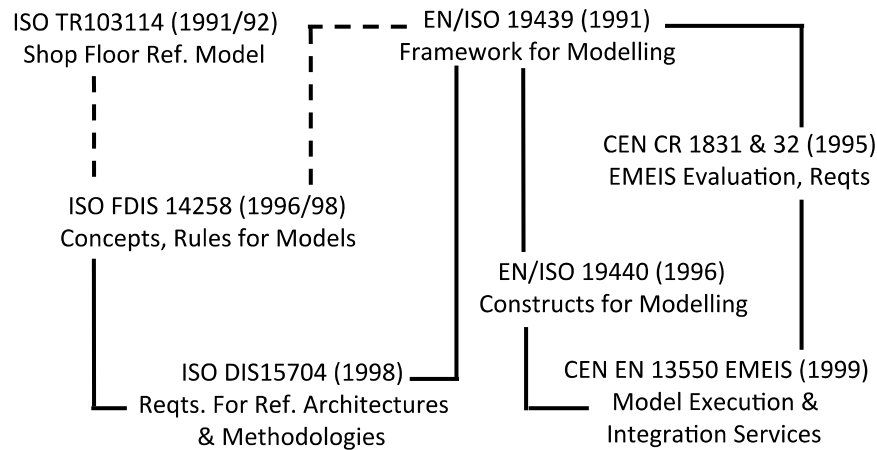 ISO TR103114 (1991/92)
Shop Floor Ref. Model
EN/ISO 19439 (1991)
Framework for Modelling
CEN CR 1831 & 32 (1995)
EMEIS Evaluation, Reqts
ISO FDIS 14258 (1996/98)
Concepts, Rules for Models
EN/ISO 19440 (1996)
Constructs for Modelling
ISO DIS15704 (1998)
Reqts. For Ref. Architectures
& Methodologies
CEN EN 13550 EMEIS (1999)
Model Execution &
Integration Services